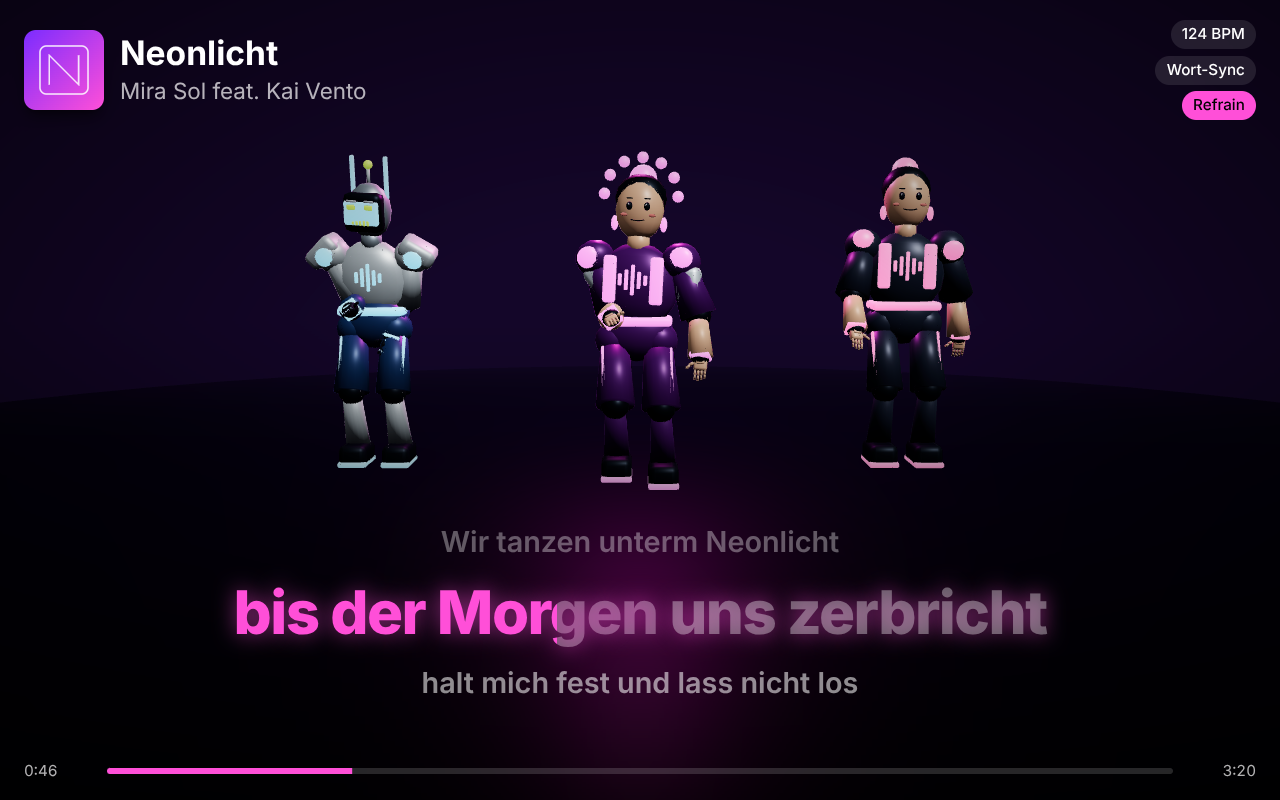 Neonlicht
Mira Sol feat. Kai Vento
124 BPM
Wort-Sync
Refrain
Wir tanzen unterm Neonlicht
bis der Morgen uns zerbricht
halt mich fest und lass nicht los
0:46
3:20